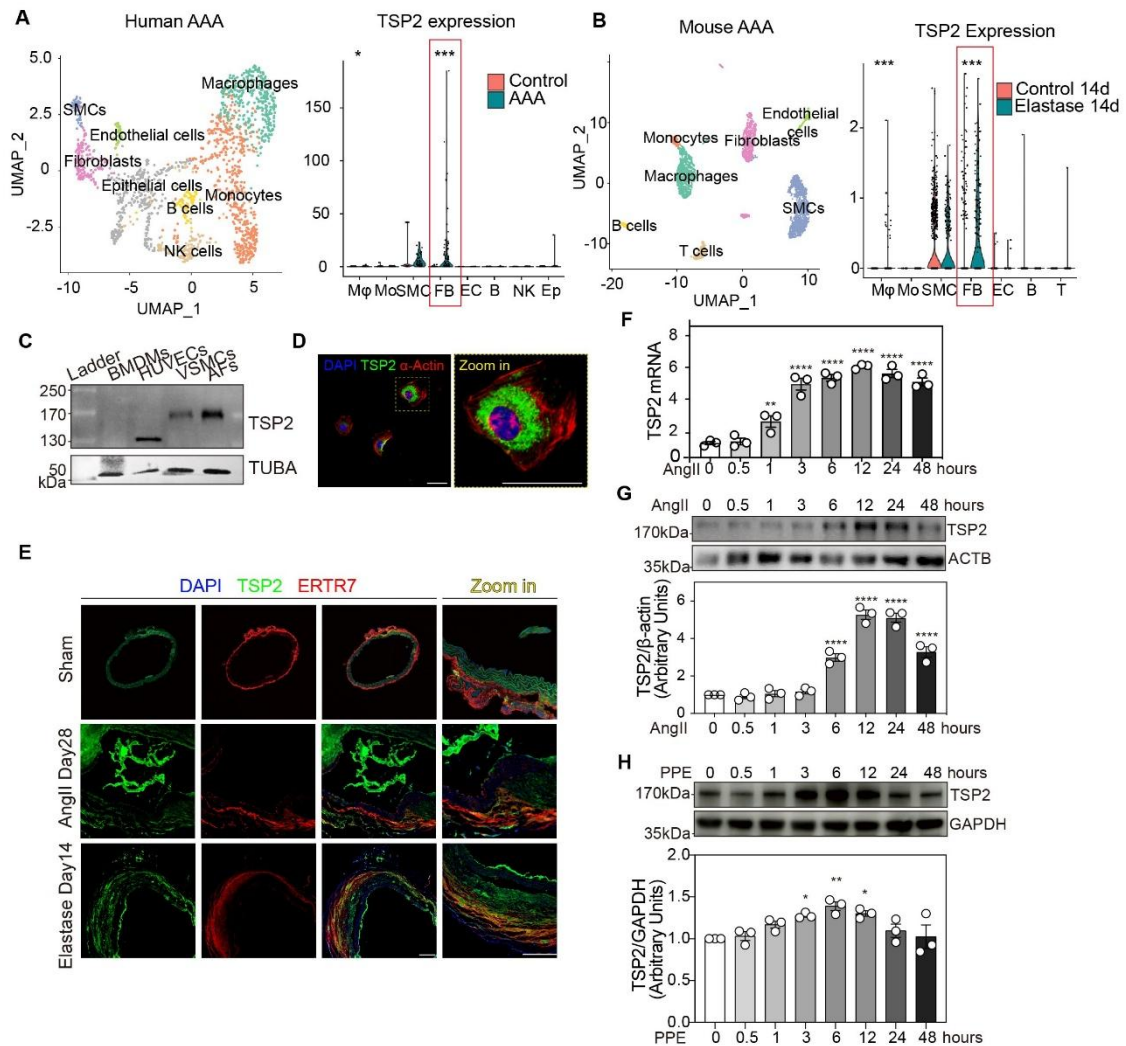 A
Human AAA
TSP2 expression
UMAP_2
5.0
2.5
0
-2.5
-10 -5 0 5
UMAP_1
SMCs
Macrophages
Endothelial cells
Fibroblasts
Epithelial cells
Monocytes
B cells
NK cells
* ***
Control
AAA
150
100
50
0
Mφ Mo SMC FB EC B NK Ep
B
Mouse AAA
TSP2 Expression
UMAP_2
10
0
-10
-20 -10 0 10
UMAP_1
Endothelial
cells
Monocytes
Fibroblasts
Macrophages
SMCs
B cells
T cells
*** ***
Control 14d
Elastase 14d
2
1
0
Mφ Mo SMC FB EC B T
C
Ladder BMDMs HUVECs VSMCs AFs
250
170
130
TSP2
50
kDa
TUBA
D
DAPI TSP2 α-Actin
Zoom in
E
DAPI TSP2 ERTR7 Zoom in
Sham
AngII Day28
Elastase Day14
F
TSP2 mRNA
8
6
4
2
0
** **** **** **** **** ****
AngII 0 0.5 1 3 6 12 24 48 hours
G
AngII 0 0.5 1 3 6 12 24 48 hours
170kDa TSP2
35kDa ACTB
TSP2/β-actin
(Arbitrary Units)
6
4
2
0
**** **** **** ****
AngII 0 0.5 1 3 6 12 24 48 hours
H
PPE 0 0.5 1 3 6 12 24 48 hours
170kDa TSP2
35kDa GAPDH
TSP2/GAPDH
(Arbitrary Units)
2.0
1.5
1.0
0.5
0.0
* ** *
PPE 0 0.5 1 3 6 12 24 48 hours